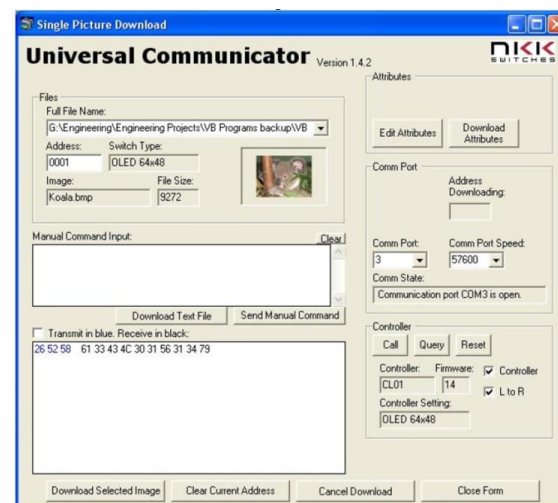 Single Picture Download
Universal Communicator Version 1.4.2
NKK
SWITCHES
Files
Full File Name:
G:\Engineering\Engineering Projects\VB Programs backup\VB
Address: Switch Type:
0001 OLED 64x48
Image: File Size:
Koala.bmp 9272
Manual Command Input: Clear
Download Text File Send Manual Command
Transmit in blue. Receive in black:
26 52 58 61 33 43 4C 30 31 56 31 34 79
Attributes
Edit Attributes Download Attributes
Comm Port
Address
Downloading:
Comm Port: Comm Port Speed:
3 57600
Comm State:
Communication port COM3 is open.
Controller
Call Query Reset
Controller: Firmware: Controller
CL01 14 L to R
Controller Setting:
OLED 64x48
Download Selected Image Clear Current Address Cancel Download Close Form